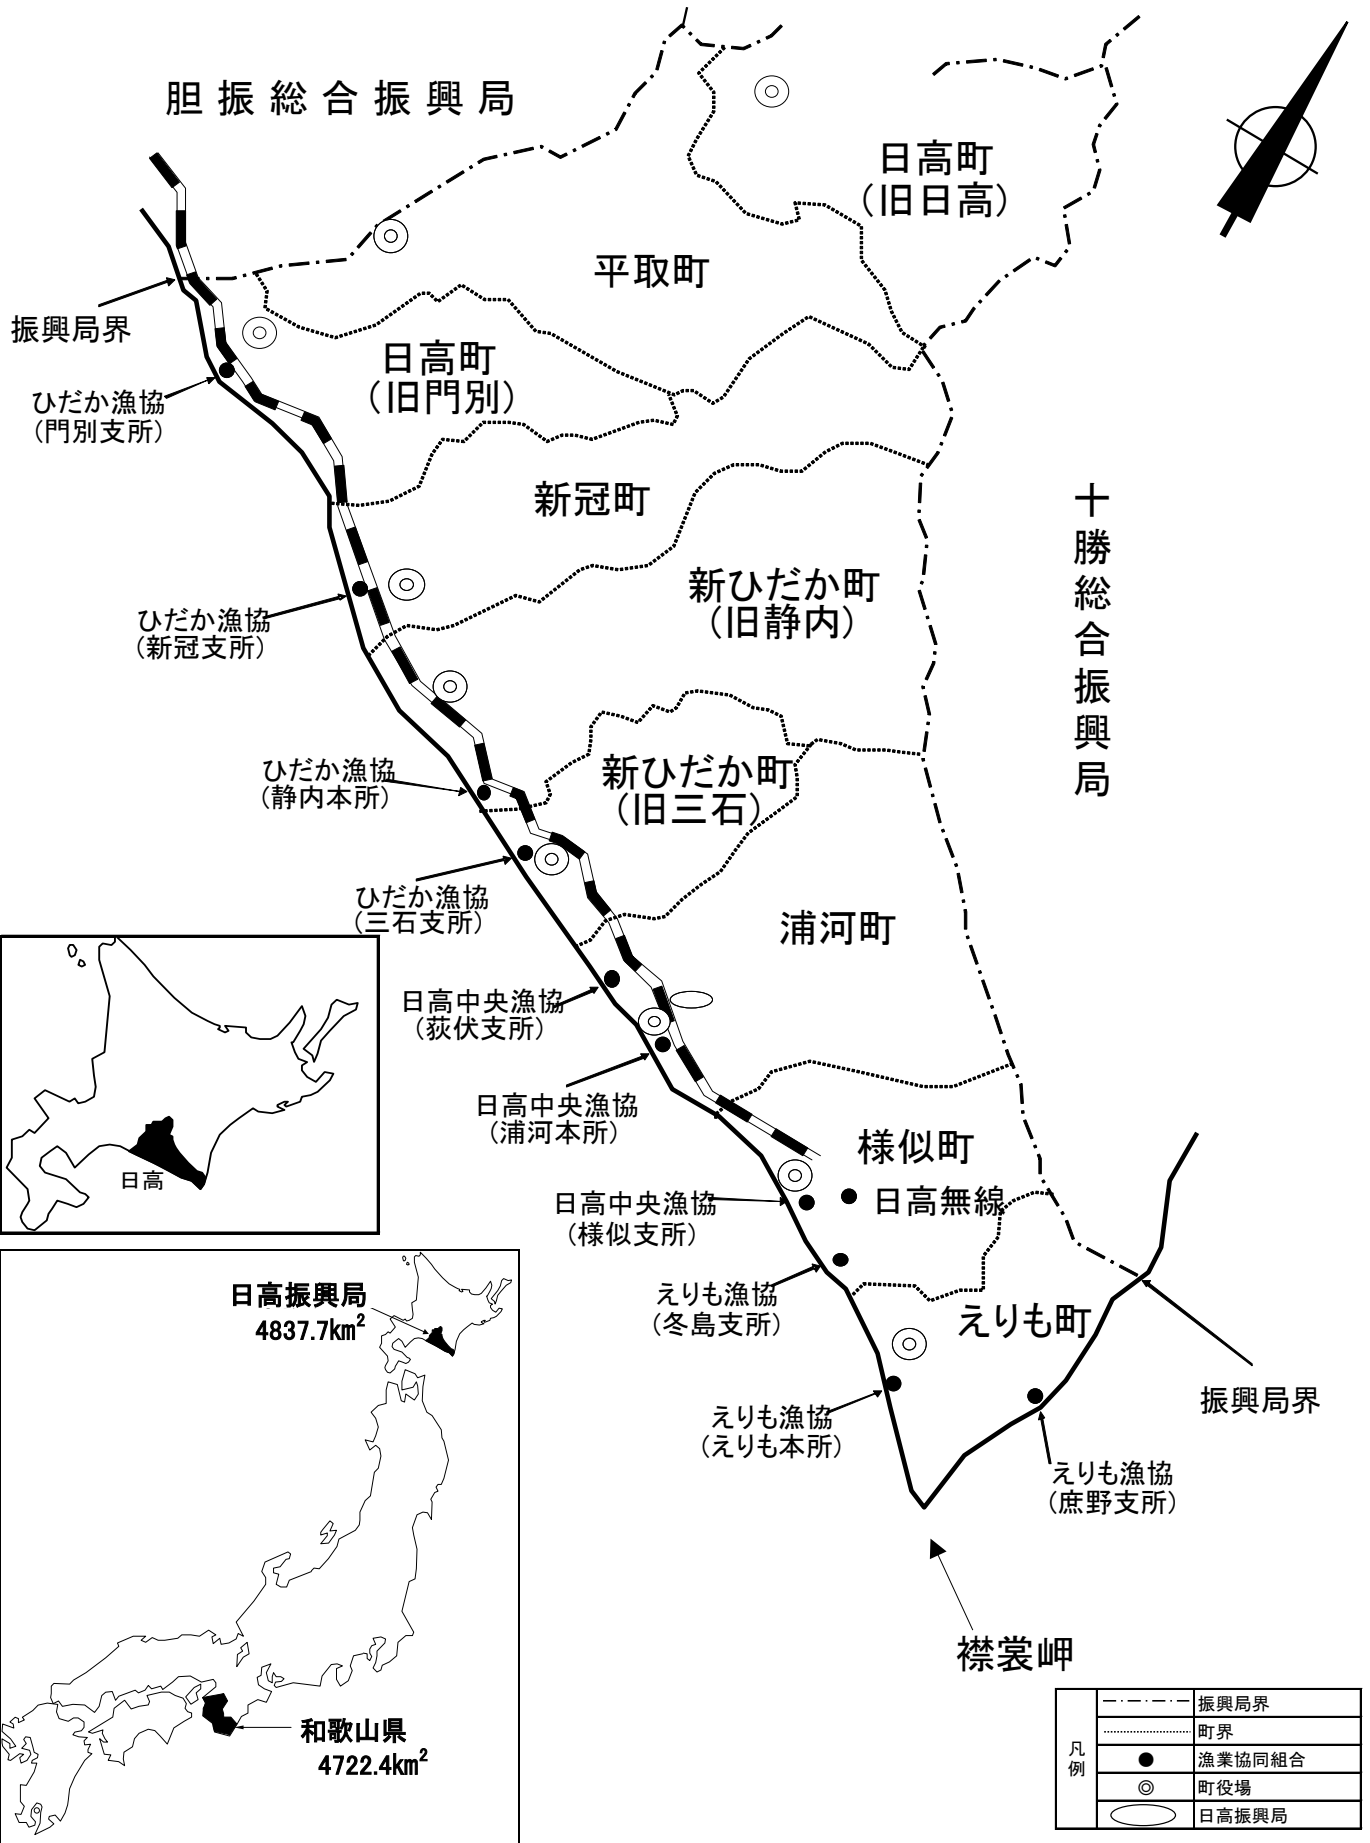 胆振総合振興局
日高町
(旧日高)
平取町
振興局界
日高町
(旧門別)
ひだか漁協
(門別支所)
新冠町
十勝総合振興局
新ひだか町
(旧静内)
ひだか漁協
(新冠支所)
ひだか漁協
(静内本所)
新ひだか町
(旧三石)
ひだか漁協
(三石支所)
浦河町
日高中央漁協
(荻伏支所)
日高中央漁協
(浦河本所)
様似町
日高
日高中央漁協
(様似支所)
日高無線
えりも漁協
(冬島支所)
えりも町
日高振興局
4837.7km²
振興局界
えりも漁協
(えりも本所)
えりも漁協
(庶野支所)
襟裳岬
和歌山県
4722.4km²
凡例
振興局界
町界
漁業協同組合
町役場
日高振興局